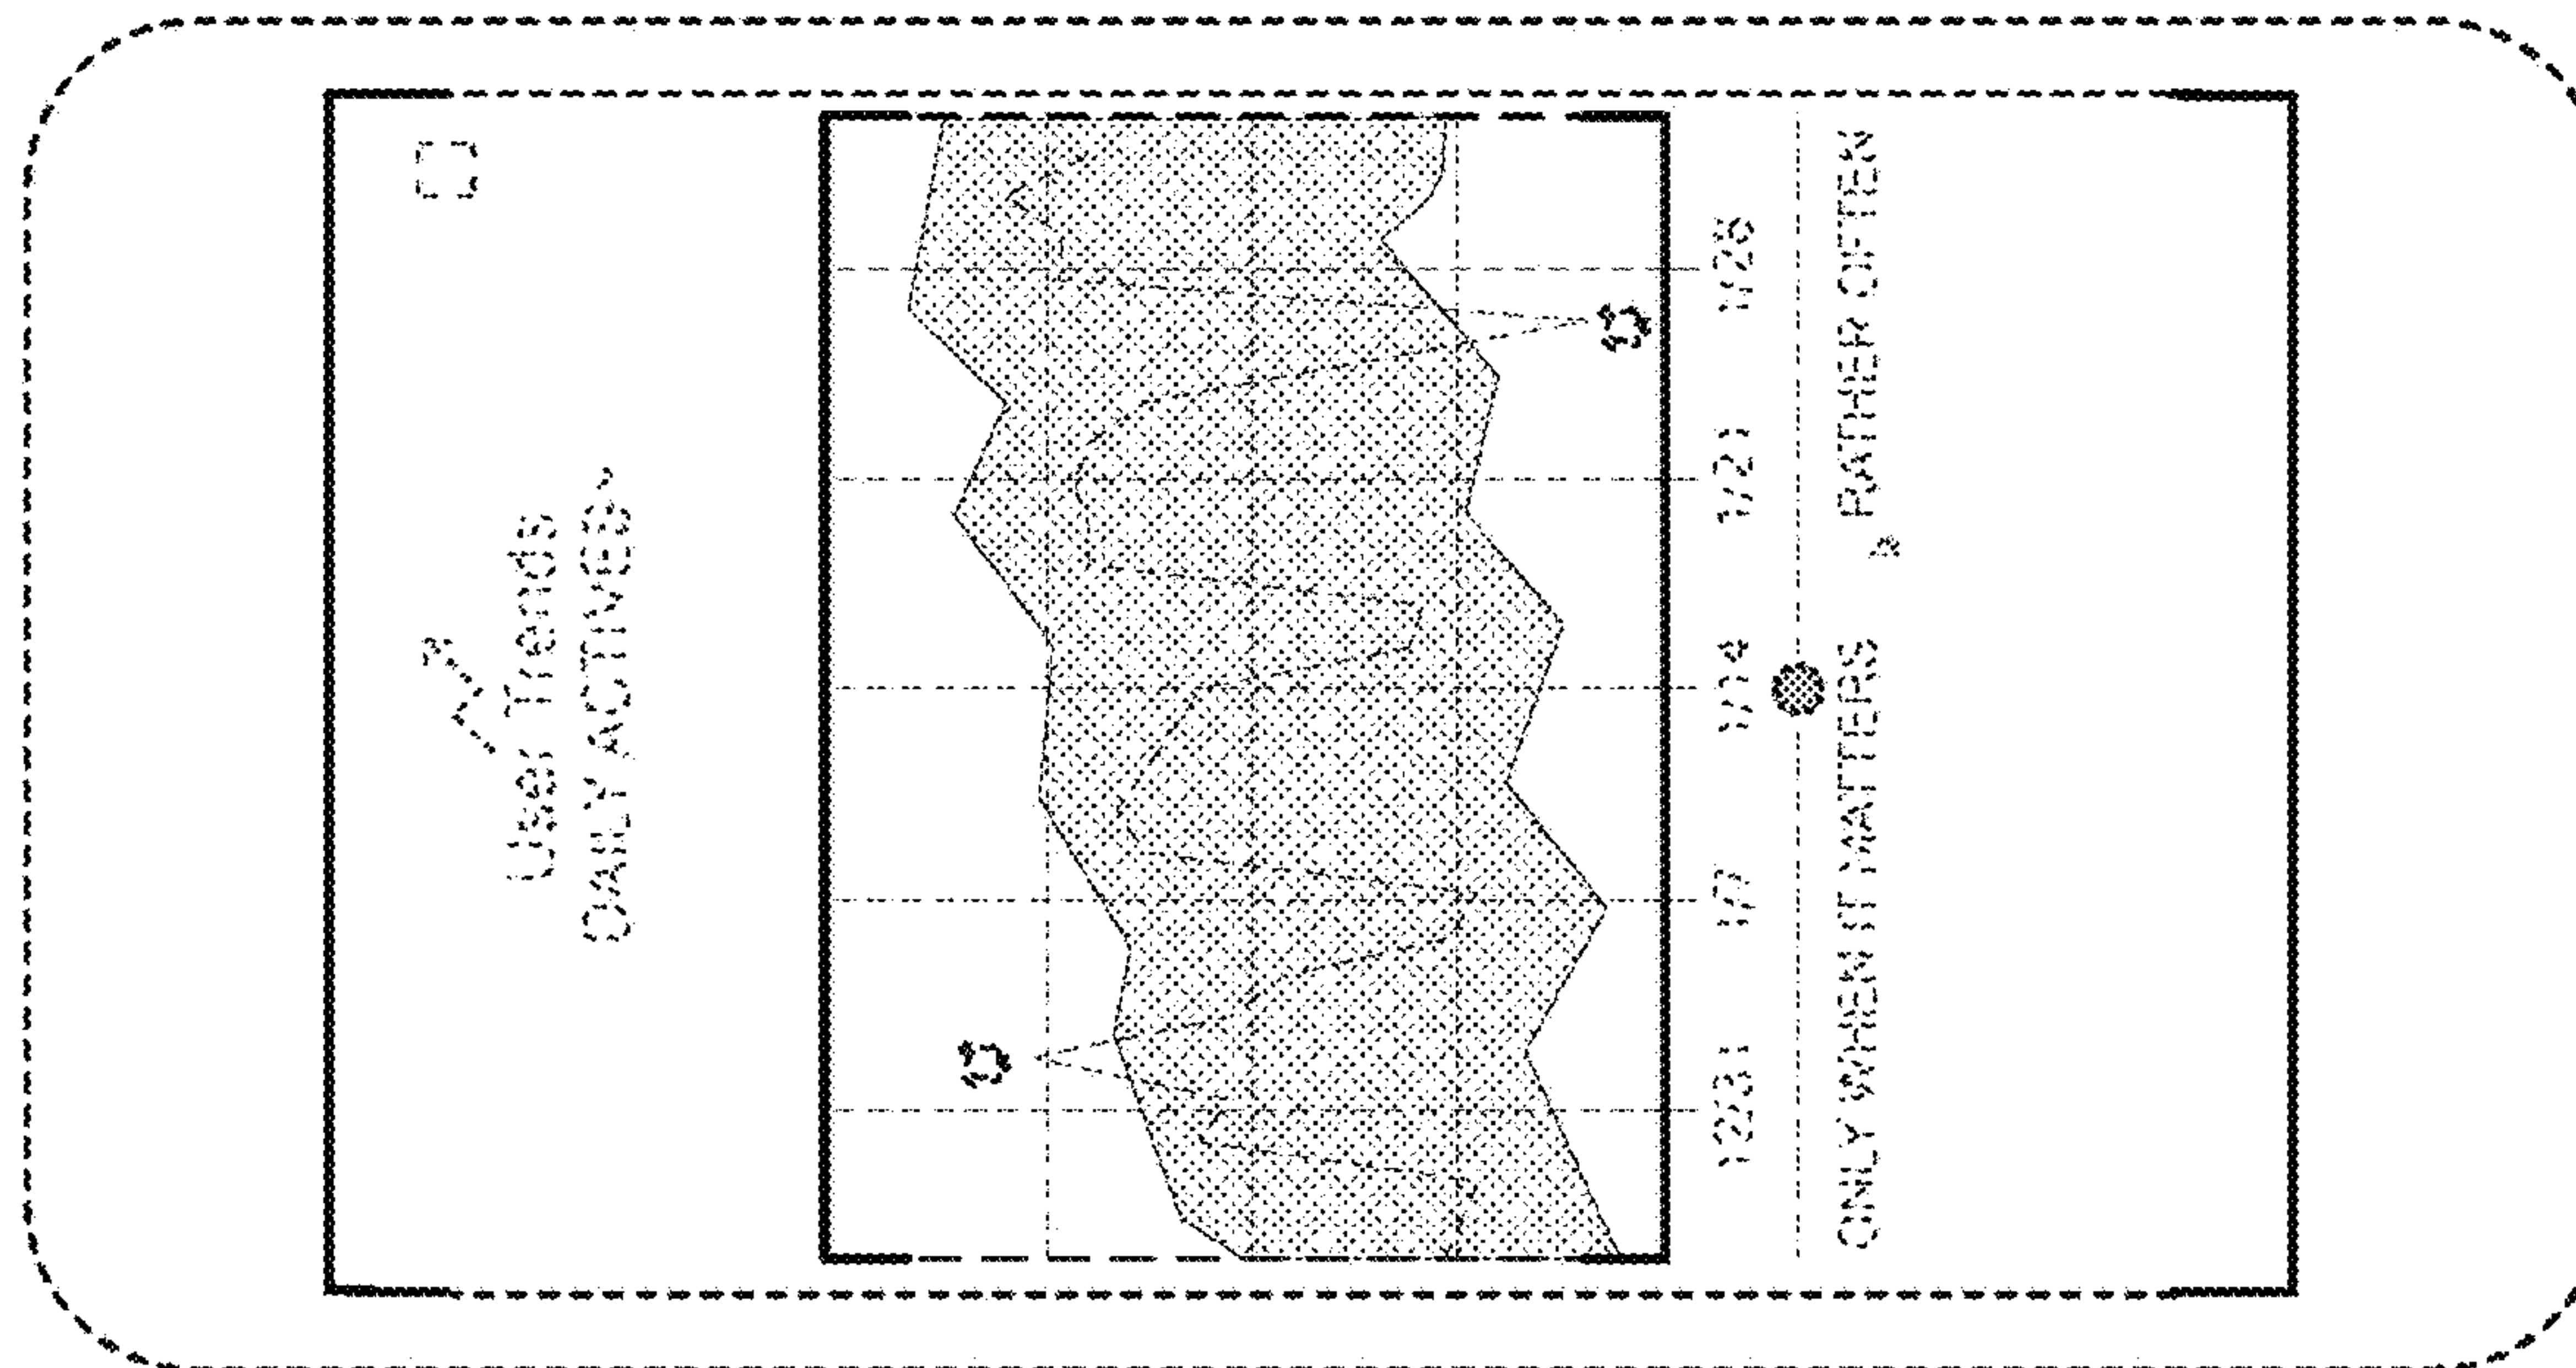 User Trends
DAILY ACTIVES
12/31 1/7 1/14 1/21 1/28
ONLY WHEN IT MATTERS RATHER OFTEN